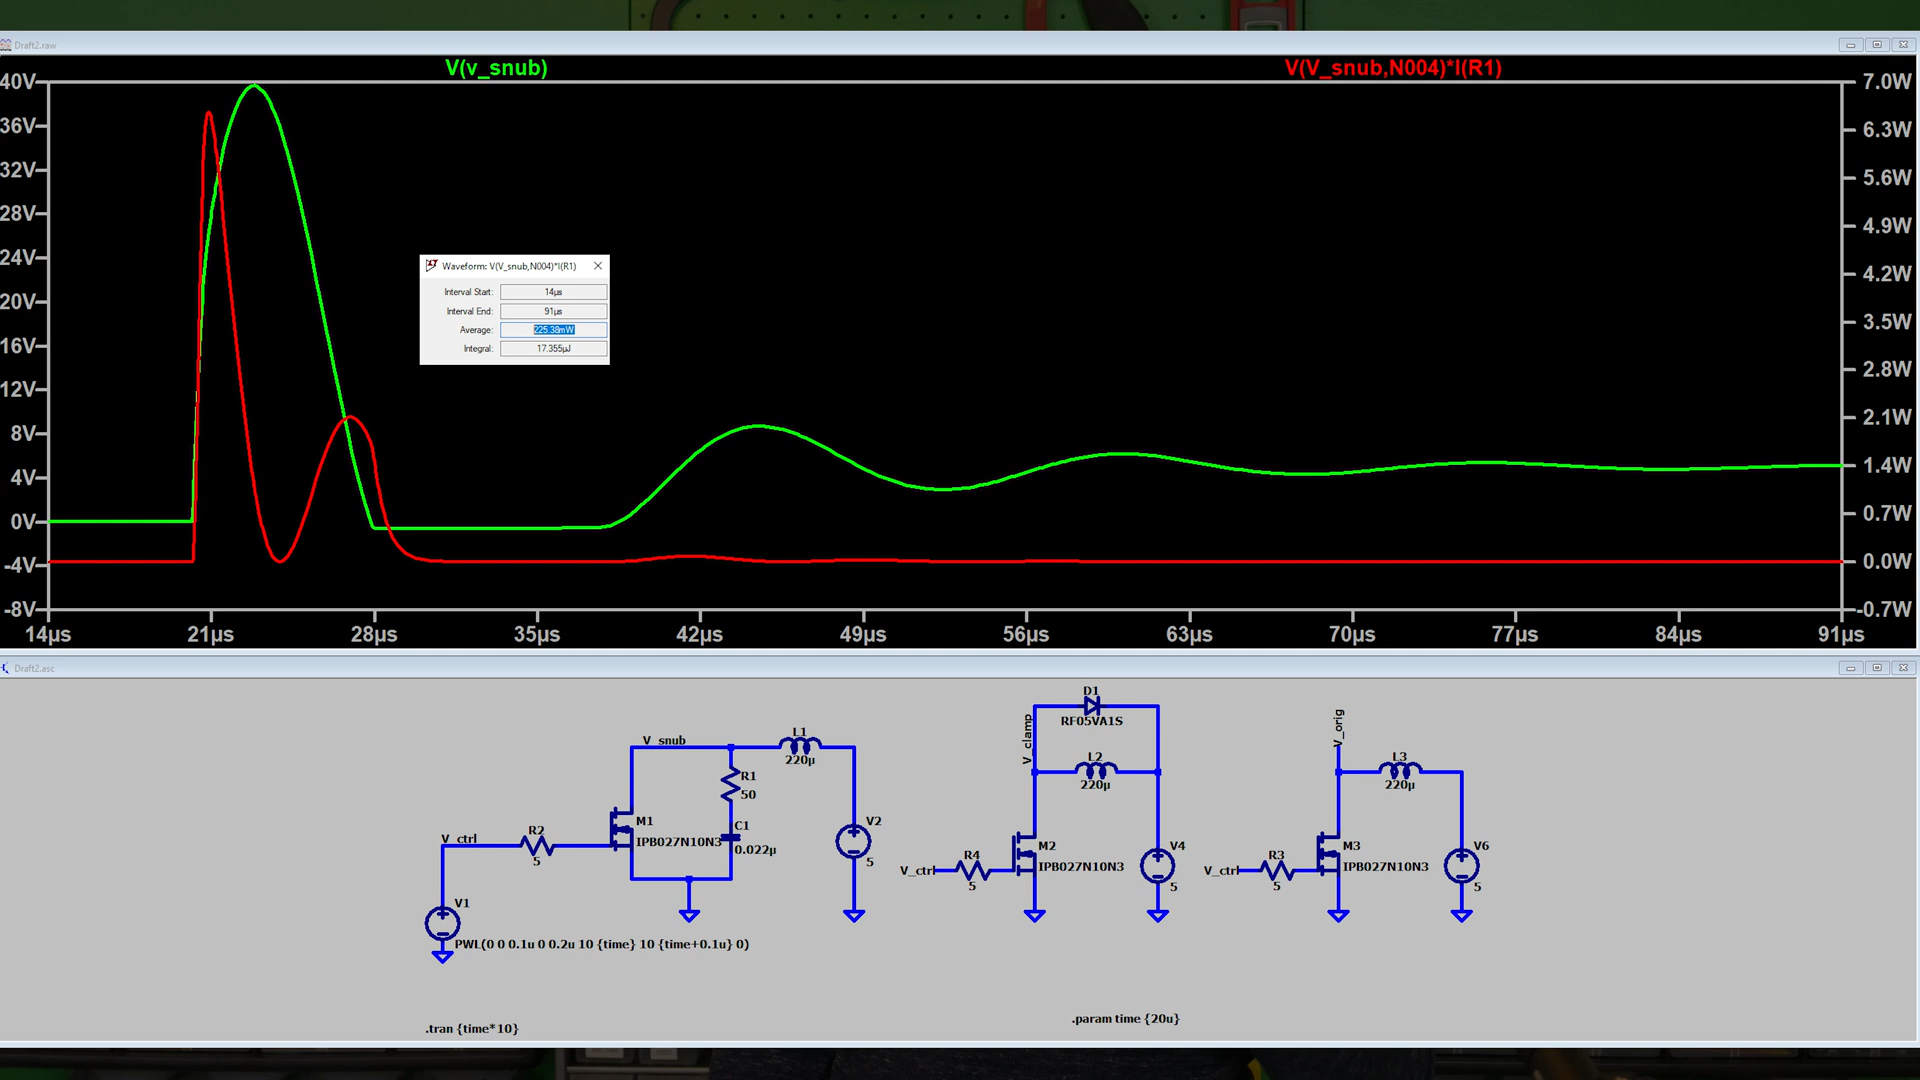 Draft2.raw
V(v_snub)
V(V_snub,N004)*I(R1)
40V
36V
32V
28V
24V
20V
16V
12V
8V
4V
0V
-4V
-8V
7.0W
6.3W
5.6W
4.9W
4.2W
3.5W
2.8W
2.1W
1.4W
0.7W
0.0W
-0.7W
Waveform: V(V_snub,N004)*I(R1)
Interval Start: 14µs
Interval End: 91µs
Average: 225.38mW
Integral: 17.355µJ
14µs 21µs 28µs 35µs 42µs 49µs 56µs 63µs 70µs 77µs 84µs 91µs
Draft2.asc
V_snub
L1
220µ
R1
50
C1
0.022µ
M1
IPB027N10N3
V_ctrl
R2
5
V2
5
V1
PWL(0 0 0.1u 0 0.2u 10 {time} 10 {time+0.1u} 0)
.tran {time*10}
D1
RF05VA1S
V_clamp
L2
220µ
M2
IPB027N10N3
V_ctrl
R4
5
V4
5
V_orig
L3
220µ
M3
IPB027N10N3
V_ctrl
R3
5
V6
5
.param time {20u}